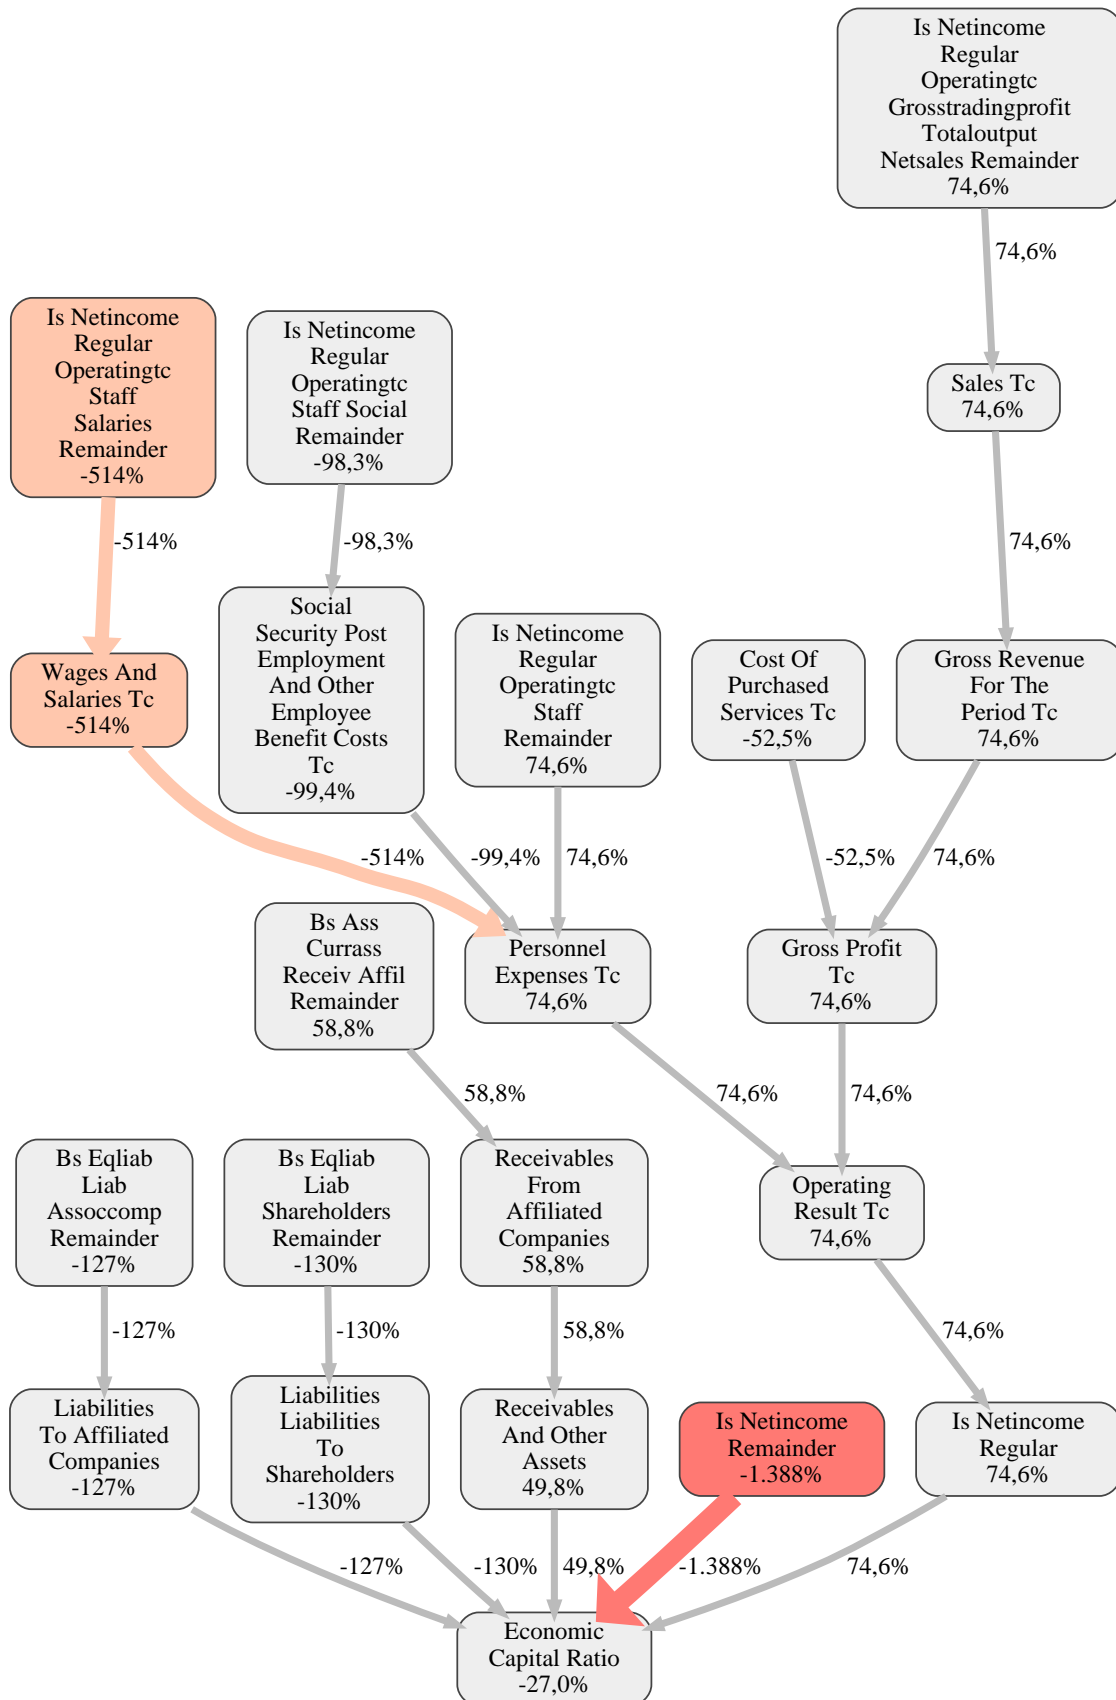 Is Netincome
Regular
Operatingtc
Grosstradingprofit
Totaloutput
Netsales Remainder
74,6%
74,6%
Is Netincome
Regular
Operatingtc
Staff
Salaries
Remainder
-514%
Is Netincome
Regular
Operatingtc
Staff Social
Remainder
-98,3%
Sales Tc
74,6%
-514%
-98,3%
74,6%
Wages And
Salaries Tc
-514%
Social
Security Post
Employment
And Other
Employee
Benefit Costs
Tc
-99,4%
Is Netincome
Regular
Operatingtc
Staff
Remainder
74,6%
Cost Of
Purchased
Services Tc
-52,5%
Gross Revenue
For The
Period Tc
74,6%
-514%
-99,4%
74,6%
-52,5%
74,6%
Bs Ass
Currass
Receiv Affil
Remainder
58,8%
Personnel
Expenses Tc
74,6%
Gross Profit
Tc
74,6%
58,8%
74,6%
74,6%
Bs Eqliab
Liab
Assoccomp
Remainder
-127%
Bs Eqliab
Liab
Shareholders
Remainder
-130%
Receivables
From
Affiliated
Companies
58,8%
Operating
Result Tc
74,6%
-127%
-130%
58,8%
74,6%
Liabilities
To Affiliated
Companies
-127%
Liabilities
Liabilities
To
Shareholders
-130%
Receivables
And Other
Assets
49,8%
Is Netincome
Remainder
-1.388%
Is Netincome
Regular
74,6%
-127%
-130%
49,8%
-1.388%
74,6%
Economic
Capital Ratio
-27,0%